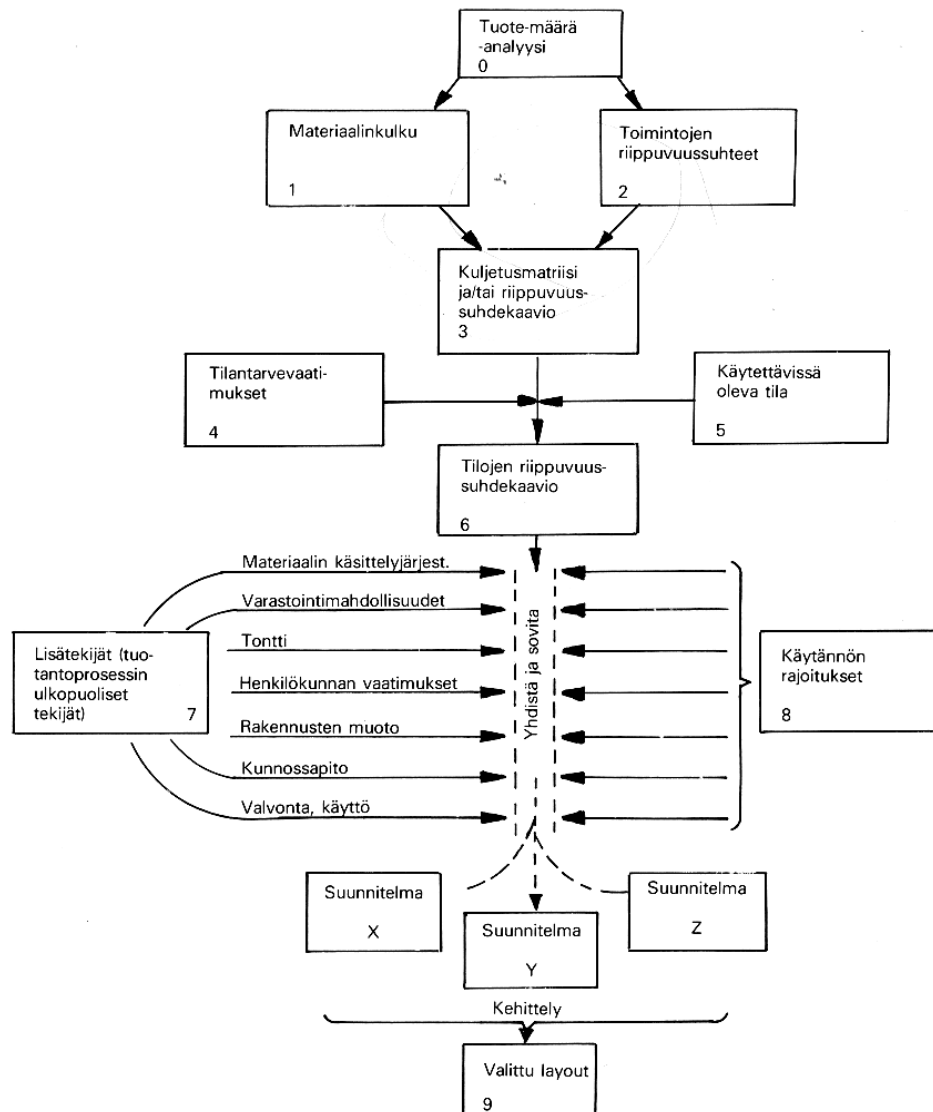 Tuote-määrä
-analyysi
0
Materiaalinkulku
1
Toimintojen
riippuvuussuhteet
2
Kuljetusmatriisi
ja/tai riippuvuus-
suhdekaavio
3
Tilantarvevaati-
mukset
4
Käytettävissä
oleva tila
5
Tilojen riippuvuus-
suhdekaavio
6
Materiaalin käsittelyjärjest.
Varastointimahdollisuudet
Tontti
Henkilökunnan vaatimukset
Rakennusten muoto
Kunnossapito
Valvonta, käyttö
Lisätekijät (tuo-
tantoprosessin
ulkopuoliset
tekijät)
7
Yhdistä ja sovita
Käytännön
rajoitukset
8
Suunnitelma
X
Suunnitelma
Y
Suunnitelma
Z
Kehittely
Valittu layout
9